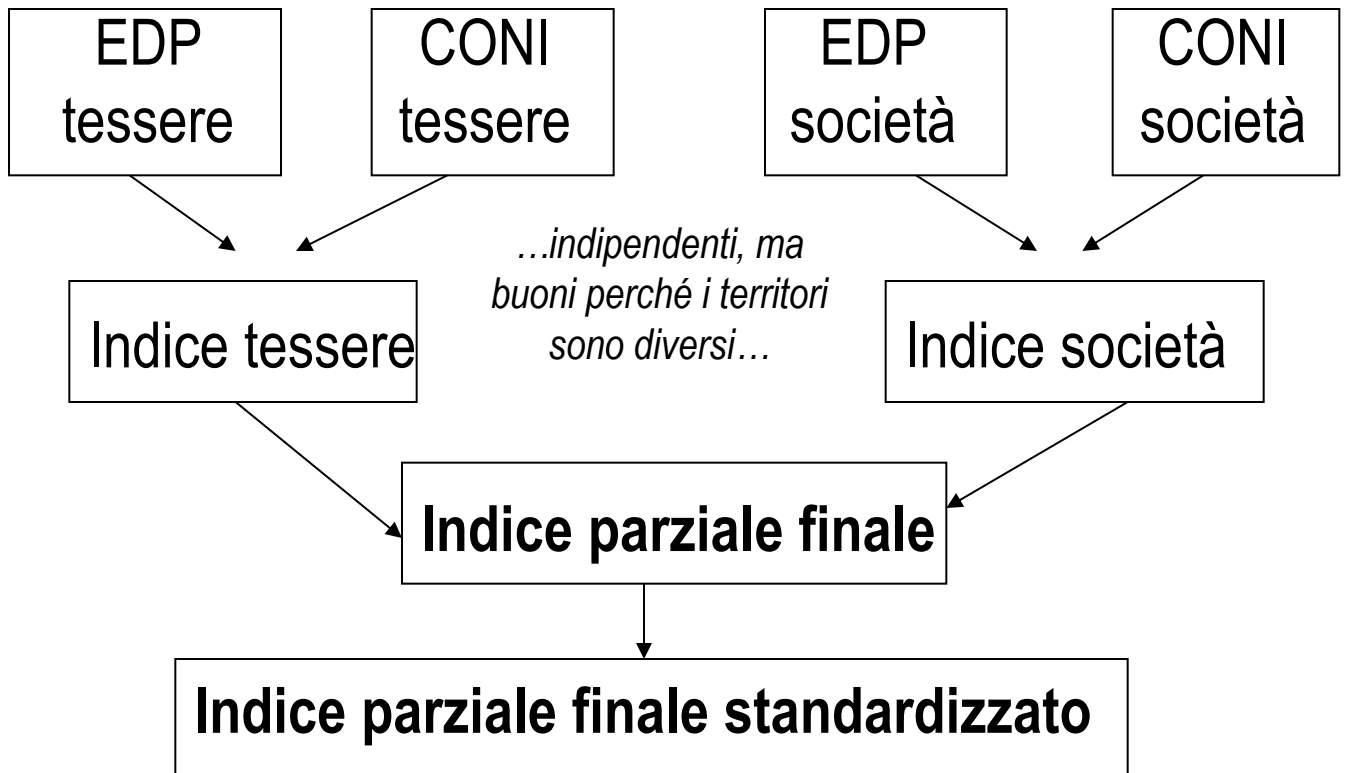 EDP
tessere
CONI
tessere
EDP
società
CONI
società
…indipendenti, ma
buoni perché i territori
sono diversi…
Indice tessere
Indice società
Indice parziale finale
Indice parziale finale standardizzato